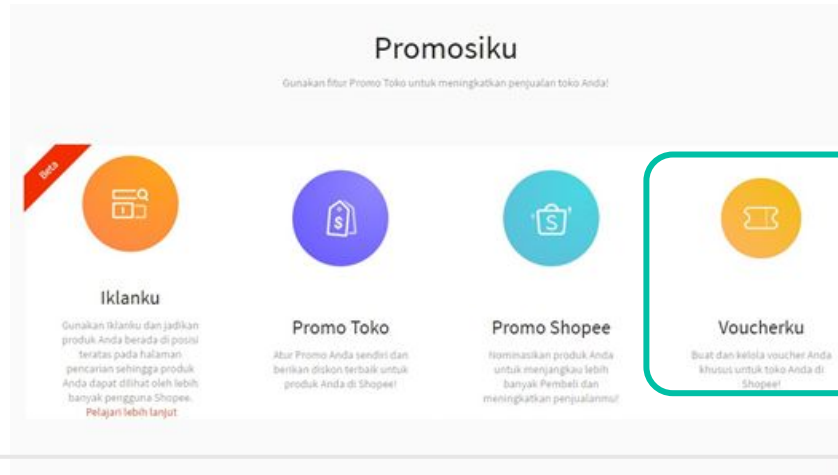 Promosiku
Gunakan fitur Promo Toko untuk meningkatkan penjualan toko Anda!
Beta
Iklanku
Gunakan Iklanku dan jadikan
produk Anda berada di posisi
teratas pada halaman
pencarian sehingga produk
Anda dapat dilihat oleh lebih
banyak pengguna Shopee.
Pelajari lebih lanjut
Promo Toko
Atur Promo Anda sendiri dan
berikan diskon terbaik untuk
produk Anda di Shopee!
Promo Shopee
Nominasikan produk Anda
untuk menjangkau lebih
banyak Pembeli dan
meningkatkan penjualanmu!
Voucherku
Buat dan kelola voucher Anda
khusus untuk toko Anda di
Shopee!